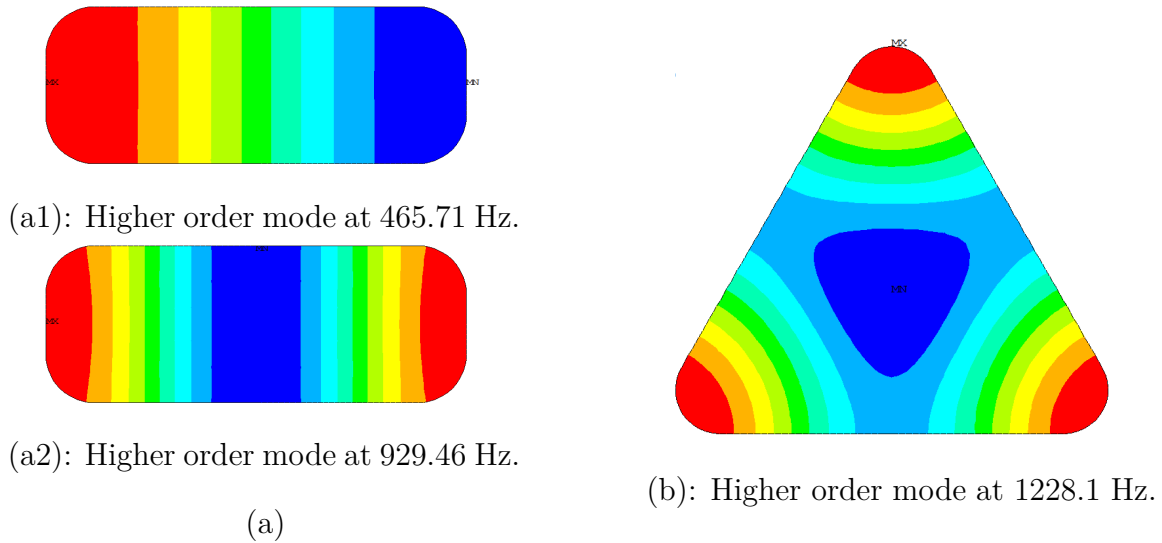 MX MN
(a1): Higher order mode at 465.71 Hz.
MN
MX
(a2): Higher order mode at 929.46 Hz.
(a)
MX
MN
(b): Higher order mode at 1228.1 Hz.